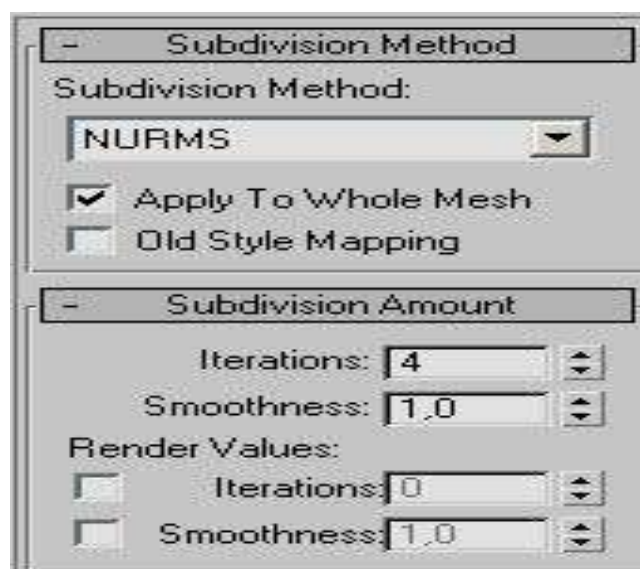 - Subdivision Method
Subdivision Method:
NURMS
Apply To Whole Mesh
Old Style Mapping
- Subdivision Amount
Iterations: 4
Smoothness: 1,0
Render Values:
Iterations: 0
Smoothness: 1,0